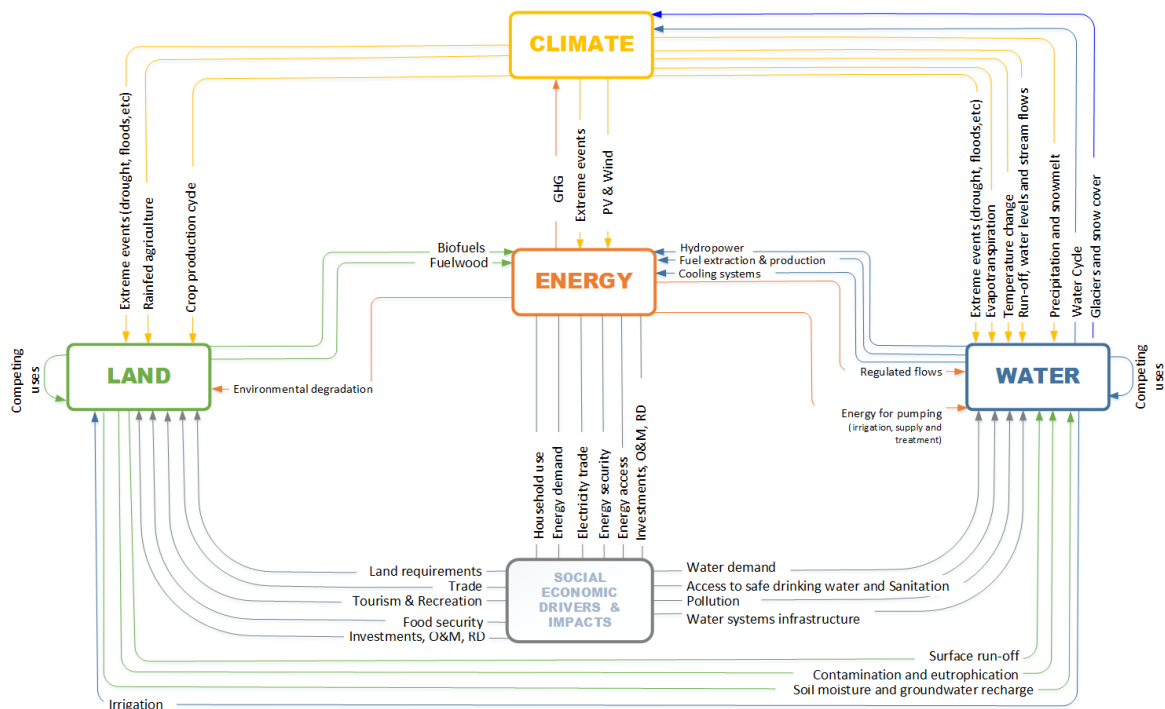 CLIMATE
Extreme events (drought, floods,etc)
Rainfed agriculture
Crop production cycle
GHG
Extreme events
PV & Wind
Extreme events (drought, floods,etc)
Evapotranspiration
Temperature change
Run-off, water levels and stream flows
Precipitation and snowmelt
Water Cycle
Glaciers and snow cover
Biofuels
Fuelwood
ENERGY
Hydropower
Fuel extraction & production
Cooling systems
Competing
uses
LAND
Environmental degradation
Regulated flows
WATER
Competing
uses
Energy for pumping
(irrigation, supply and
treatment)
Household use
Energy demand
Electricity trade
Energy security
Energy access
Investments, O&M, RD
Land requirements
Trade
Tourism & Recreation
Food security
Investments, O&M, RD
SOCIAL
ECONOMIC
DRIVERS &
IMPACTS
Water demand
Access to safe drinking water and Sanitation
Pollution
Water systems infrastructure
Surface run-off
Contamination and eutrophication
Soil moisture and groundwater recharge
Irrigation